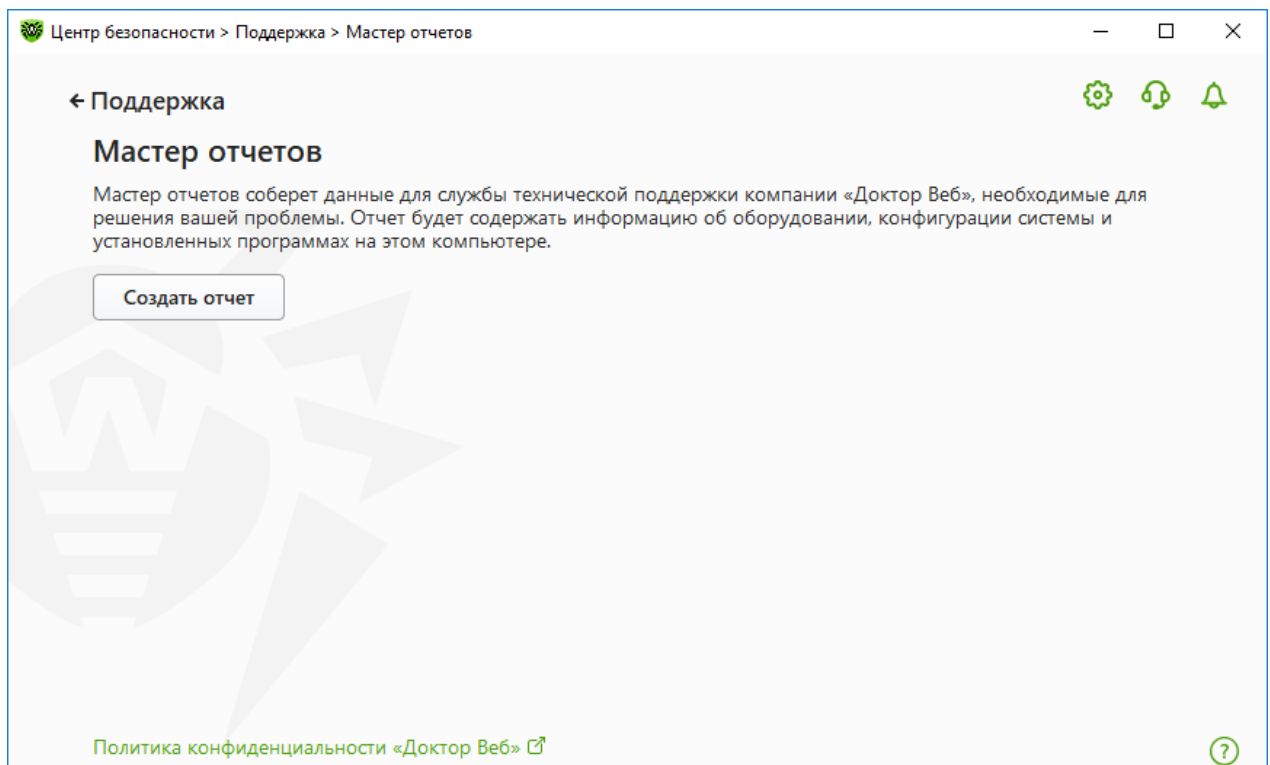 Центр безопасности > Поддержка > Мастер отчетов
Поддержка
Мастер отчетов
Мастер отчетов соберет данные для службы технической поддержки компании «Доктор Веб», необходимые для
решения вашей проблемы. Отчет будет содержать информацию об оборудовании, конфигурации системы и
установленных программах на этом компьютере.
Создать отчет
Политика конфиденциальности «Доктор Веб»